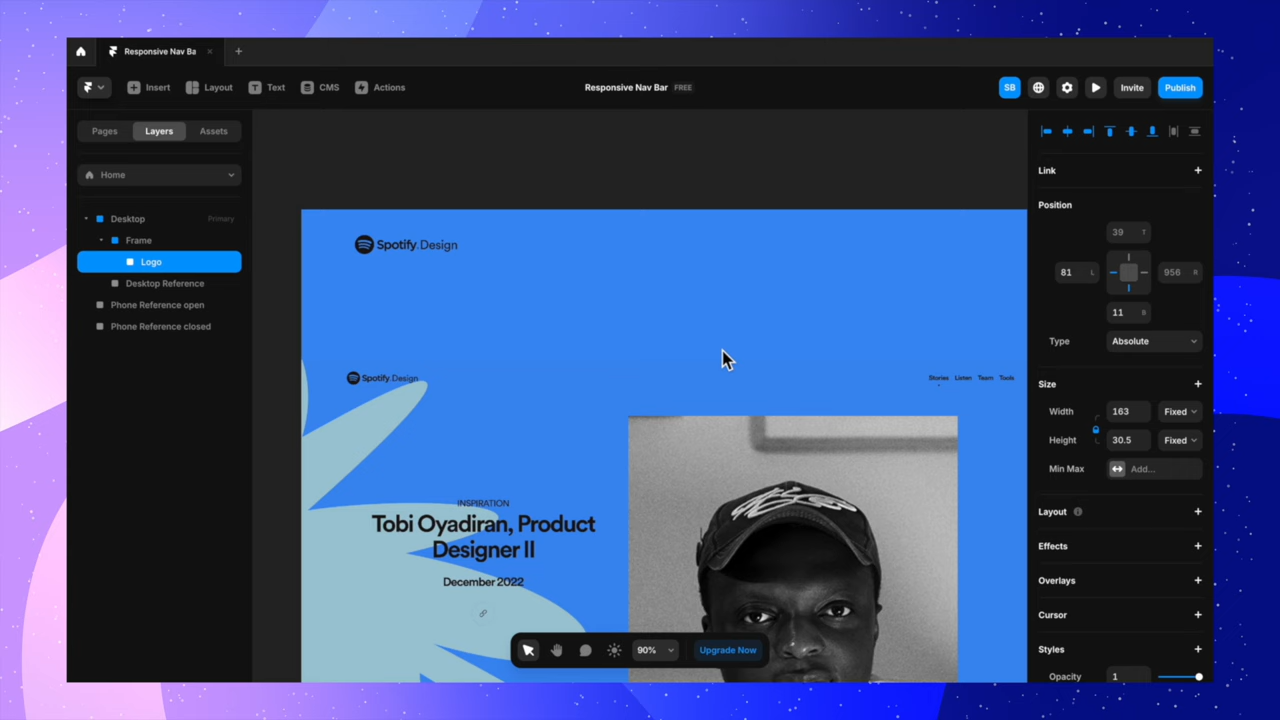 Responsive Nav Ba
Insert Layout Text CMS Actions
Responsive Nav Bar FREE
SB Invite Publish
Pages Layers Assets
Home
Desktop Primary
Frame
Logo
Desktop Reference
Phone Reference open
Phone Reference closed
Spotify.Design
Spotify.Design
Stories Listen Team Tools
INSPIRATION
Tobi Oyadiran, Product
Designer II
December 2022
90% Upgrade Now
Link
Position
39 T
81 L 956 R
11 B
Type Absolute
Size
Width 163 Fixed
Height 30.5 Fixed
Min Max Add...
Layout
Effects
Overlays
Cursor
Styles
Opacity 1